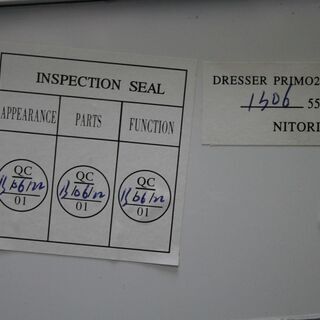 INSPECTION SEAL
APPEARANCE PARTS FUNCTION
QC QC QC
01 01 01
DRESSER PRIMO2
1506 55
NITORI